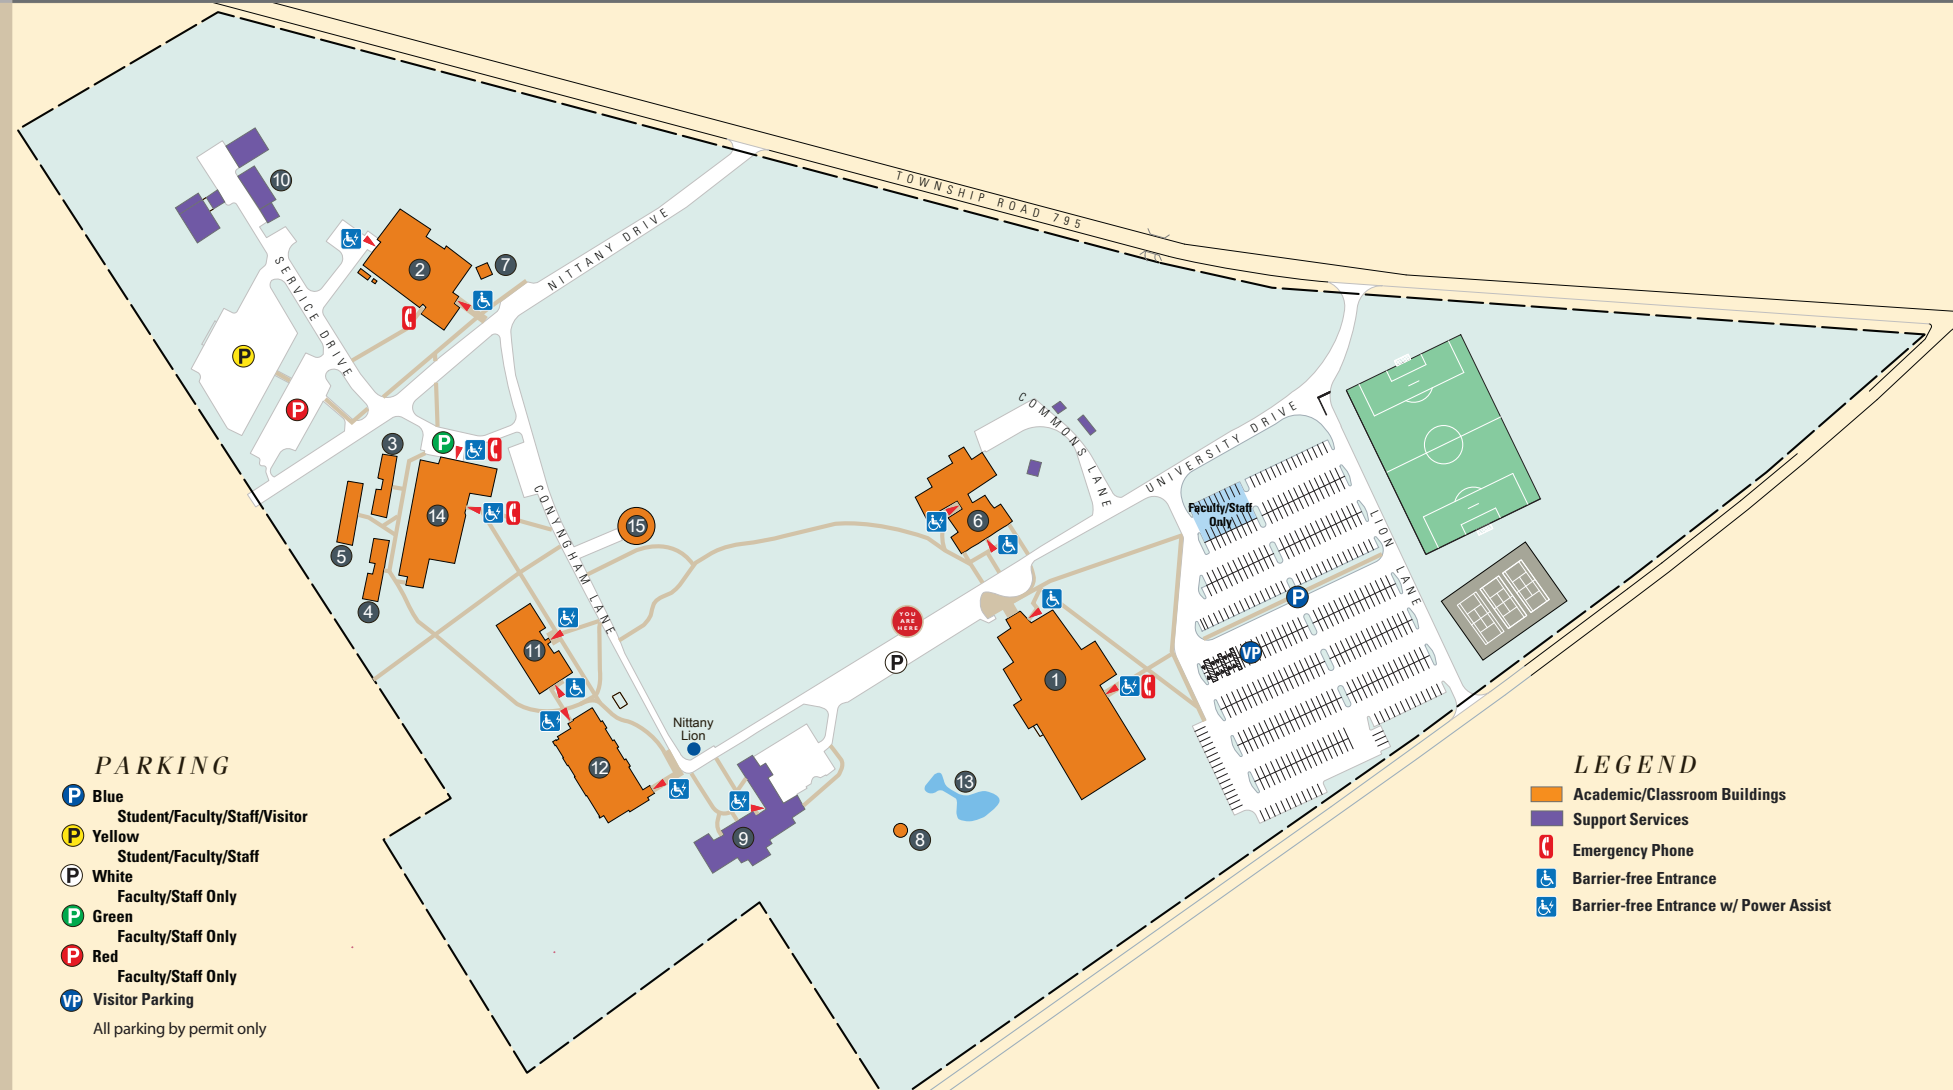 TOWNSHIP ROAD 795
10
2
7
NITTANY DRIVE
SERVICE DRIVE
P
P
COMMONS LANE
UNIVERSITY DRIVE
3
P
14
5
4
CONYNGHAM LANE
15
6
Faculty/Staff
Only
LION LANE
P
VP
YOU
ARE
HERE
P
11
1
Nittany
Lion
12
13
9
8
PARKING
P Blue
Student/Faculty/Staff/Visitor
P Yellow
Student/Faculty/Staff
P White
Faculty/Staff Only
P Green
Faculty/Staff Only
P Red
Faculty/Staff Only
VP Visitor Parking
All parking by permit only
LEGEND
Academic/Classroom Buildings
Support Services
Emergency Phone
Barrier-free Entrance
Barrier-free Entrance w/ Power Assist